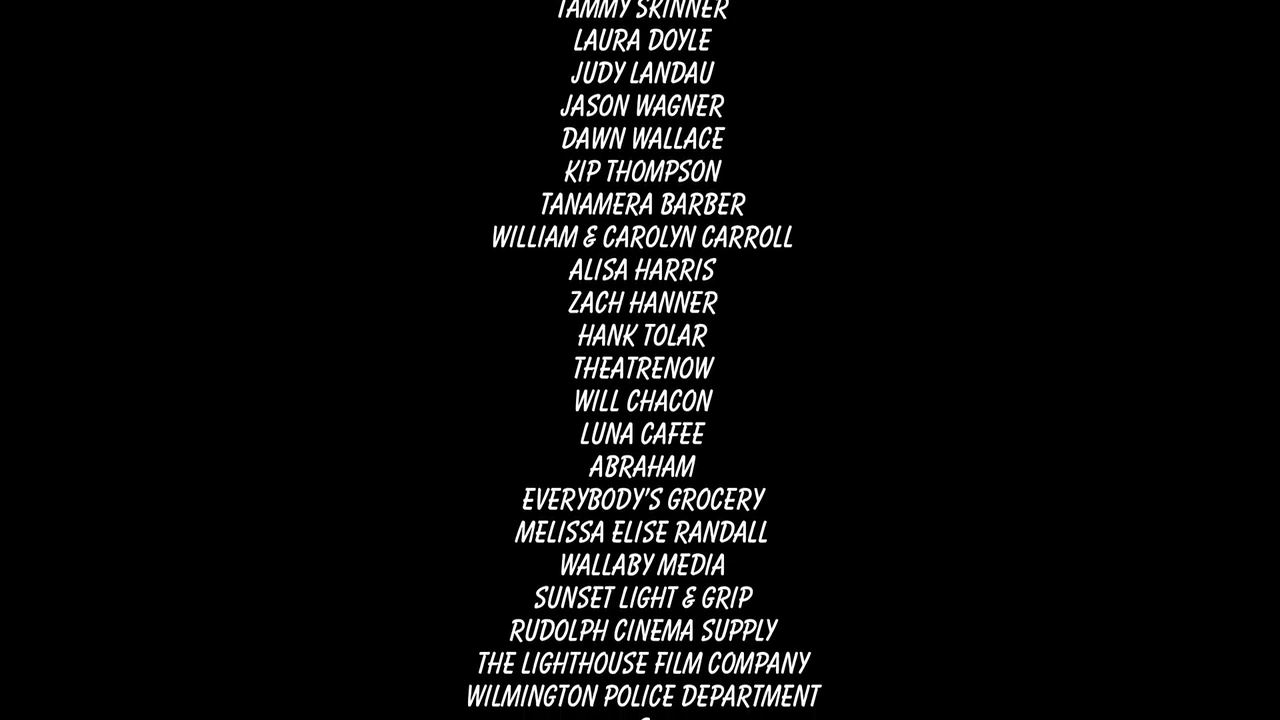 TAMMY SKINNER
LAURA DOYLE
JUDY LANDAU
JASON WAGNER
DAWN WALLACE
KIP THOMPSON
TANAMERA BARBER
WILLIAM & CAROLYN CARROLL
ALISA HARRIS
ZACH HANNER
HANK TOLAR
THEATRENOW
WILL CHACON
LUNA CAFEE
ABRAHAM
EVERYBODY'S GROCERY
MELISSA ELISE RANDALL
WALLABY MEDIA
SUNSET LIGHT & GRIP
RUDOLPH CINEMA SUPPLY
THE LIGHTHOUSE FILM COMPANY
WILMINGTON POLICE DEPARTMENT